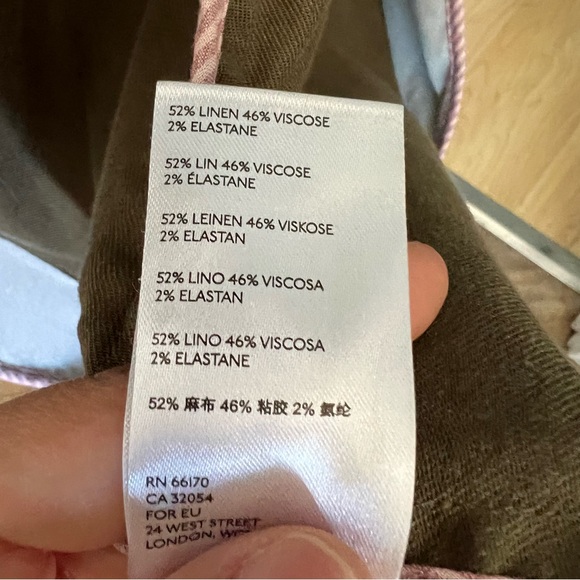 52% LINEN 46% VISCOSE
2% ELASTANE
52% LIN 46% VISCOSE
2% ÉLASTANE
52% LEINEN 46% VISKOSE
2% ELASTAN
52% LINO 46% VISCOSA
2% ELASTAN
52% LINO 46% VISCOSA
2% ELASTANE
52% 麻布 46% 粘胶 2% 氨纶
RN 66170
CA 32054
FOR EU
24 WEST STREET
LONDON,